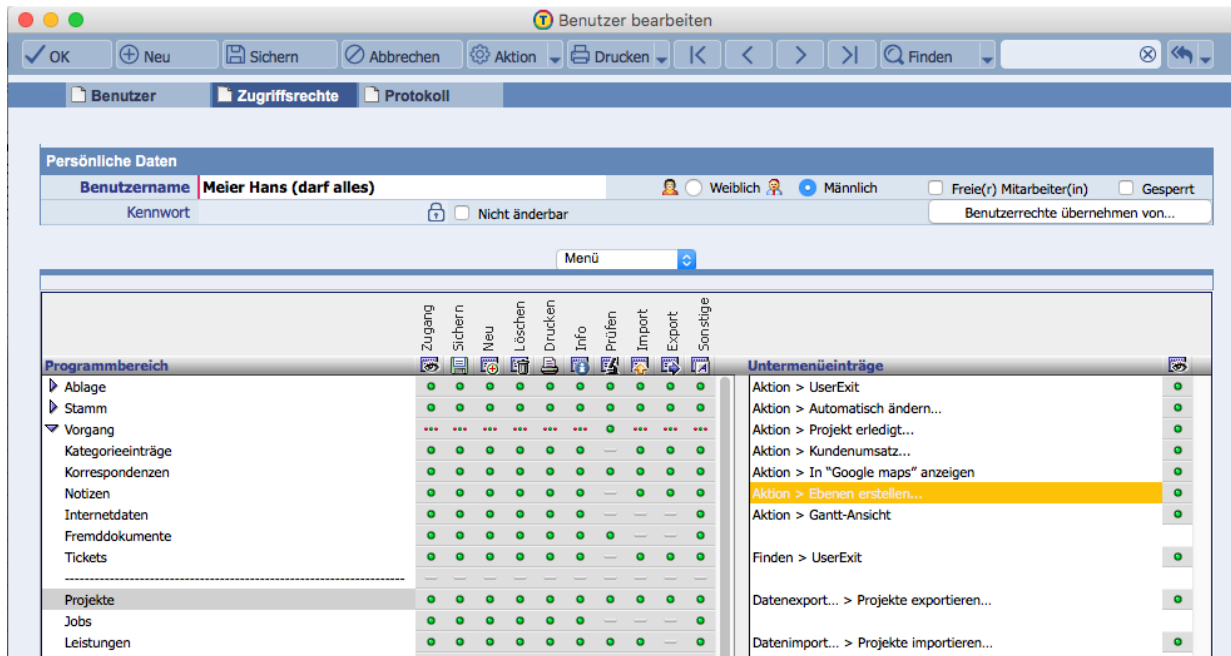 Benutzer bearbeiten
OK Neu Sichern Abbrechen Aktion Drucken Finden
Benutzer Zugriffsrechte Protokoll
Persönliche Daten
Benutzername Meier Hans (darf alles) Weiblich Männlich Freie(r) Mitarbeiter(in) Gesperrt
Kennwort Nicht änderbar Benutzerrechte übernehmen von...
Menü
Zugang Sichern Neu Löschen Drucken Info Prüfen Import Export Sonstige
Programmbereich Untermenüeinträge
Ablage Aktion > UserExit
Stamm Aktion > Automatisch ändern...
Vorgang Aktion > Projekt erledigt...
Kategorieeinträge Aktion > Kundenumsatz...
Korrespondenzen Aktion > In "Google maps" anzeigen
Notizen Aktion > Ebenen erstellen...
Internetdaten Aktion > Gantt-Ansicht
Fremddokumente
Tickets Finden > UserExit
Projekte Datenexport... > Projekte exportieren...
Jobs
Leistungen Datenimport... > Projekte importieren...